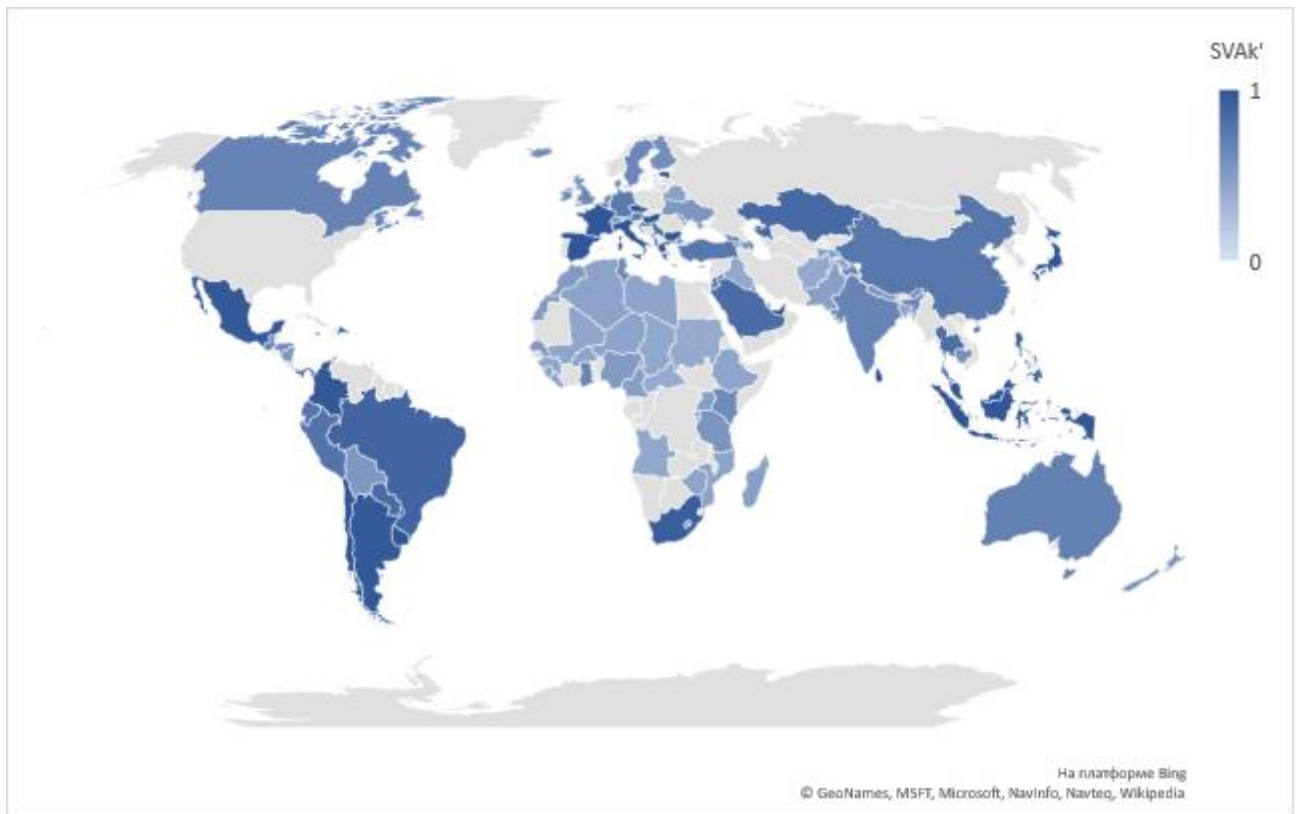 SVAk'
1
0
На платформе Bing
© GeoNames, MSFT, Microsoft, NavInfo, Navteq, Wikipedia